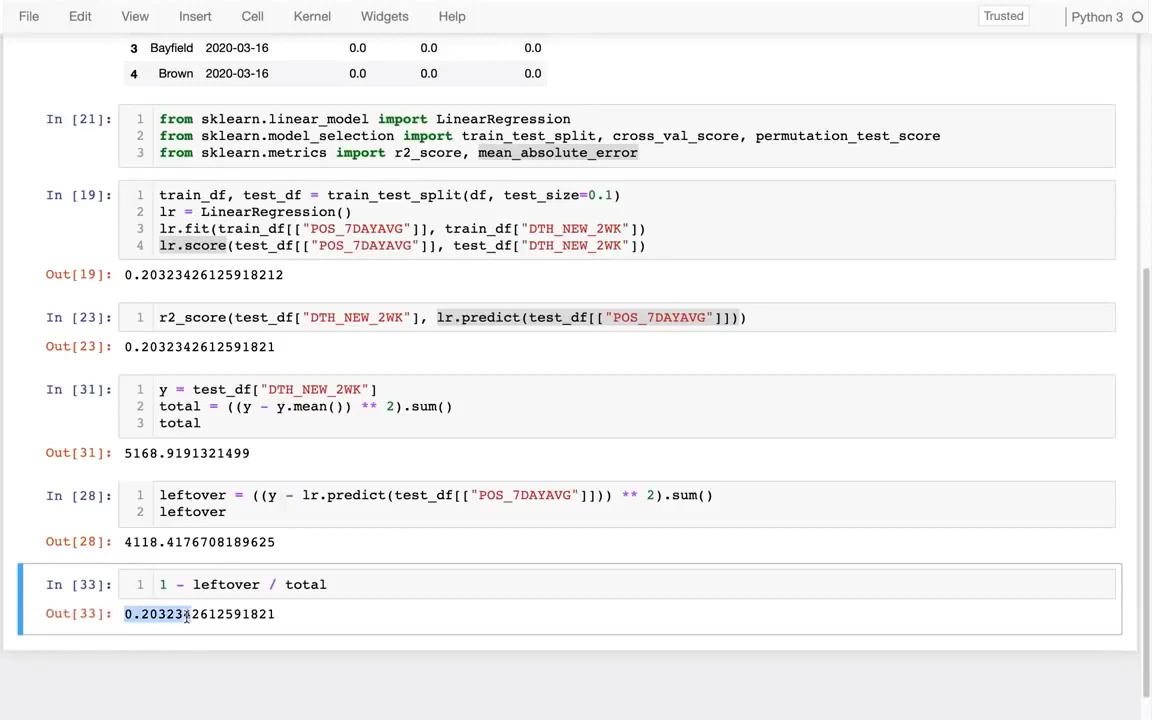 File Edit View Insert Cell Kernel Widgets Help Trusted Python 3
3 Bayfield 2020-03-16 0.0 0.0 0.0
4 Brown 2020-03-16 0.0 0.0 0.0
In [21]: 1 from sklearn.linear_model import LinearRegression
2 from sklearn.model_selection import train_test_split, cross_val_score, permutation_test_score
3 from sklearn.metrics import r2_score, mean_absolute_error
In [19]: 1 train_df, test_df = train_test_split(df, test_size=0.1)
2 lr = LinearRegression()
3 lr.fit(train_df[["POS_7DAYAVG"]], train_df["DTH_NEW_2WK"])
4 lr.score(test_df[["POS_7DAYAVG"]], test_df["DTH_NEW_2WK"])
Out[19]: 0.20323426125918212
In [23]: 1 r2_score(test_df["DTH_NEW_2WK"], lr.predict(test_df[["POS_7DAYAVG"]]))
Out[23]: 0.2032342612591821
In [31]: 1 y = test_df["DTH_NEW_2WK"]
2 total = ((y - y.mean()) ** 2).sum()
3 total
Out[31]: 5168.9191321499
In [28]: 1 leftover = ((y - lr.predict(test_df[["POS_7DAYAVG"]])) ** 2).sum()
2 leftover
Out[28]: 4118.4176708189625
In [33]: 1 1 - leftover / total
Out[33]: 0.2032342612591821